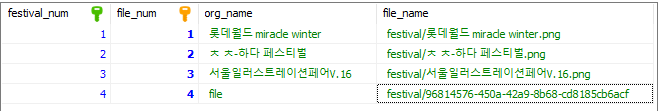 festival_num file_num org_name file_name
1 1 롯데월드 miracle winter festival/롯데월드 miracle winter.png
2 2 ㅊㅊ-하다 페스티벌 festival/ㅊㅊ-하다 페스티벌.png
3 3 서울일러스트레이션페어V.16 festival/서울일러스트레이션페어V.16.png
4 4 file festival/96814576-450a-42a9-8b68-cd8185cb6acf